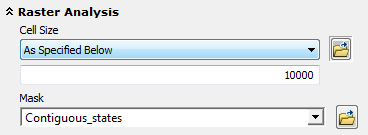 Raster Analysis
Cell Size
As Specified Below
10000
Mask
Contiguous_states